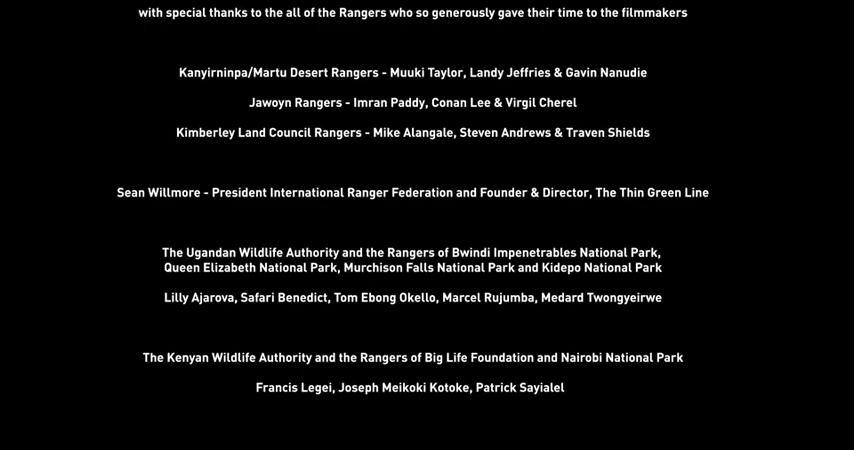 with special thanks to the all of the Rangers who so generously gave their time to the filmmakers
Kanyirninpa/Martu Desert Rangers - Muuki Taylor, Landy Jeffries & Gavin Nanudie
Jawoyn Rangers - Imran Paddy, Conan Lee & Virgil Cherel
Kimberley Land Council Rangers - Mike Alangale, Steven Andrews & Traven Shields
Sean Willmore - President International Ranger Federation and Founder & Director, The Thin Green Line
The Ugandan Wildlife Authority and the Rangers of Bwindi Impenetrables National Park,
Queen Elizabeth National Park, Murchison Falls National Park and Kidepo National Park
Lilly Ajarova, Safari Benedict, Tom Ebong Okello, Marcel Rujumba, Medard Twongyeirwe
The Kenyan Wildlife Authority and the Rangers of Big Life Foundation and Nairobi National Park
Francis Legei, Joseph Meikoki Kotoke, Patrick Sayialel